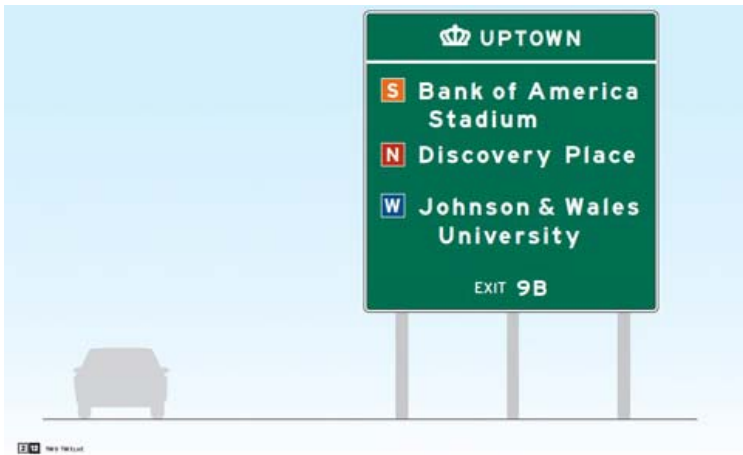 UPTOWN
S Bank of America
Stadium
N Discovery Place
W Johnson & Wales
University
EXIT 9B